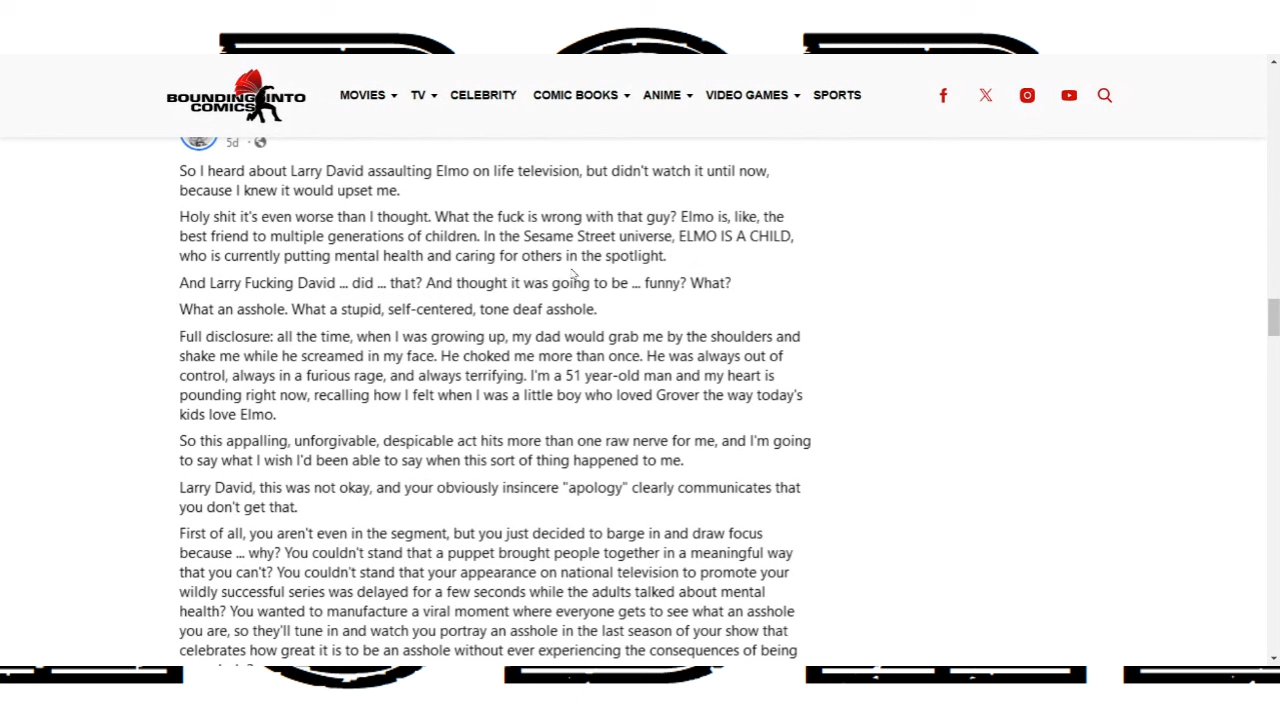 BOUNDING INTO
COMICS
MOVIES TV CELEBRITY COMIC BOOKS ANIME VIDEO GAMES SPORTS
5d ·
So I heard about Larry David assaulting Elmo on life television, but didn't watch it until now,
because I knew it would upset me.
Holy shit it's even worse than I thought. What the fuck is wrong with that guy? Elmo is, like, the
best friend to multiple generations of children. In the Sesame Street universe, ELMO IS A CHILD,
who is currently putting mental health and caring for others in the spotlight.
And Larry Fucking David ... did ... that? And thought it was going to be ... funny? What?
What an asshole. What a stupid, self-centered, tone deaf asshole.
Full disclosure: all the time, when I was growing up, my dad would grab me by the shoulders and
shake me while he screamed in my face. He choked me more than once. He was always out of
control, always in a furious rage, and always terrifying. I'm a 51 year-old man and my heart is
pounding right now, recalling how I felt when I was a little boy who loved Grover the way today's
kids love Elmo.
So this appalling, unforgivable, despicable act hits more than one raw nerve for me, and I'm going
to say what I wish I'd been able to say when this sort of thing happened to me.
Larry David, this was not okay, and your obviously insincere "apology" clearly communicates that
you don't get that.
First of all, you aren't even in the segment, but you just decided to barge in and draw focus
because ... why? You couldn't stand that a puppet brought people together in a meaningful way
that you can't? You couldn't stand that your appearance on national television to promote your
wildly successful series was delayed for a few seconds while the adults talked about mental
health? You wanted to manufacture a viral moment where everyone gets to see what an asshole
you are, so they'll tune in and watch you portray an asshole in the last season of your show that
celebrates how great it is to be an asshole without ever experiencing the consequences of being